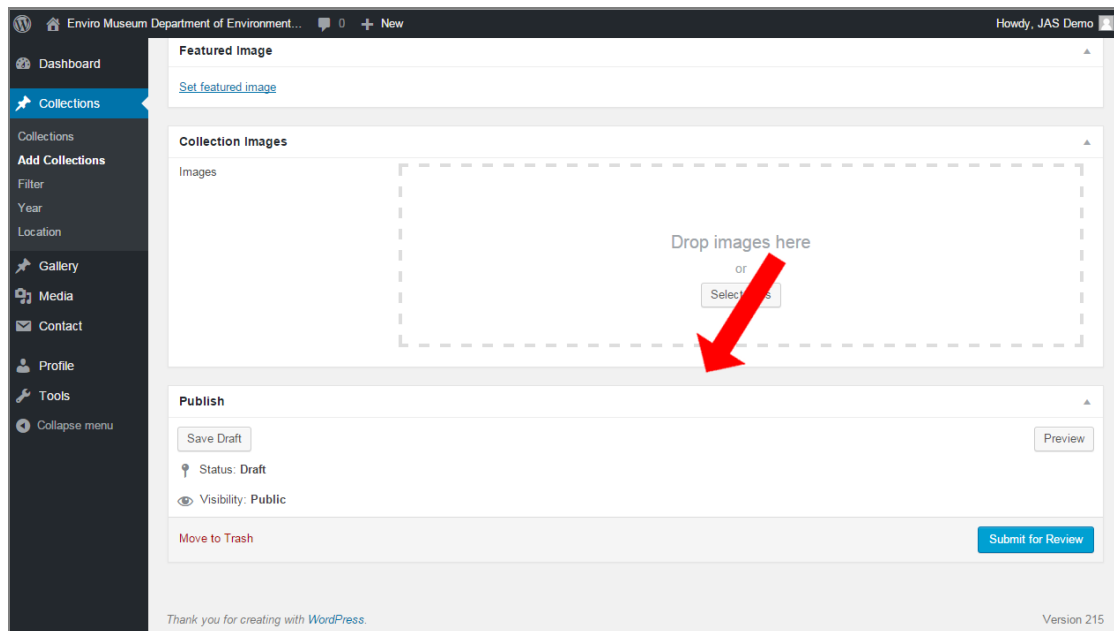 Enviro Museum Department of Environment... 0 + New Howdy, JAS Demo
Dashboard
Collections
Collections
Add Collections
Filter
Year
Location
Gallery
Media
Contact
Profile
Tools
Collapse menu
Featured Image
Set featured image
Collection Images
Images
Drop images here
or
Publish
Save Draft Preview
Status: Draft
Visibility: Public
Move to Trash Submit for Review
Thank you for creating with WordPress. Version 215